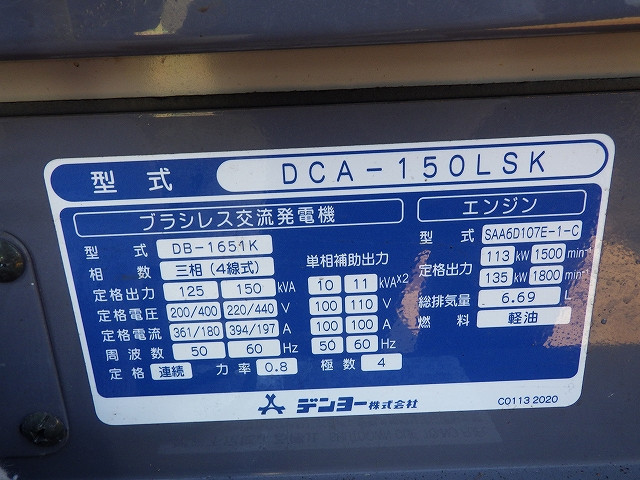 型式 DCA-150LSK
ブラシレス交流発電機
型式 DB-1651K
相数 三相(4線式)
定格出力 125 150 kVA
定格電圧 200/400 220/440 V
定格電流 361/180 394/197 A
周波数 50 60 Hz
定格 連続 力率 0.8 極数 4
単相補助出力
10 11 kVA×2
100 110 V
100 100 A
50 60 Hz
エンジン
型式 SAA6D107E-1-C
定格出力 113 kW 1500 min⁻¹
135 kW 1800 min⁻¹
総排気量 6.69 L
燃料 軽油
デンヨー株式会社
C0113 2020